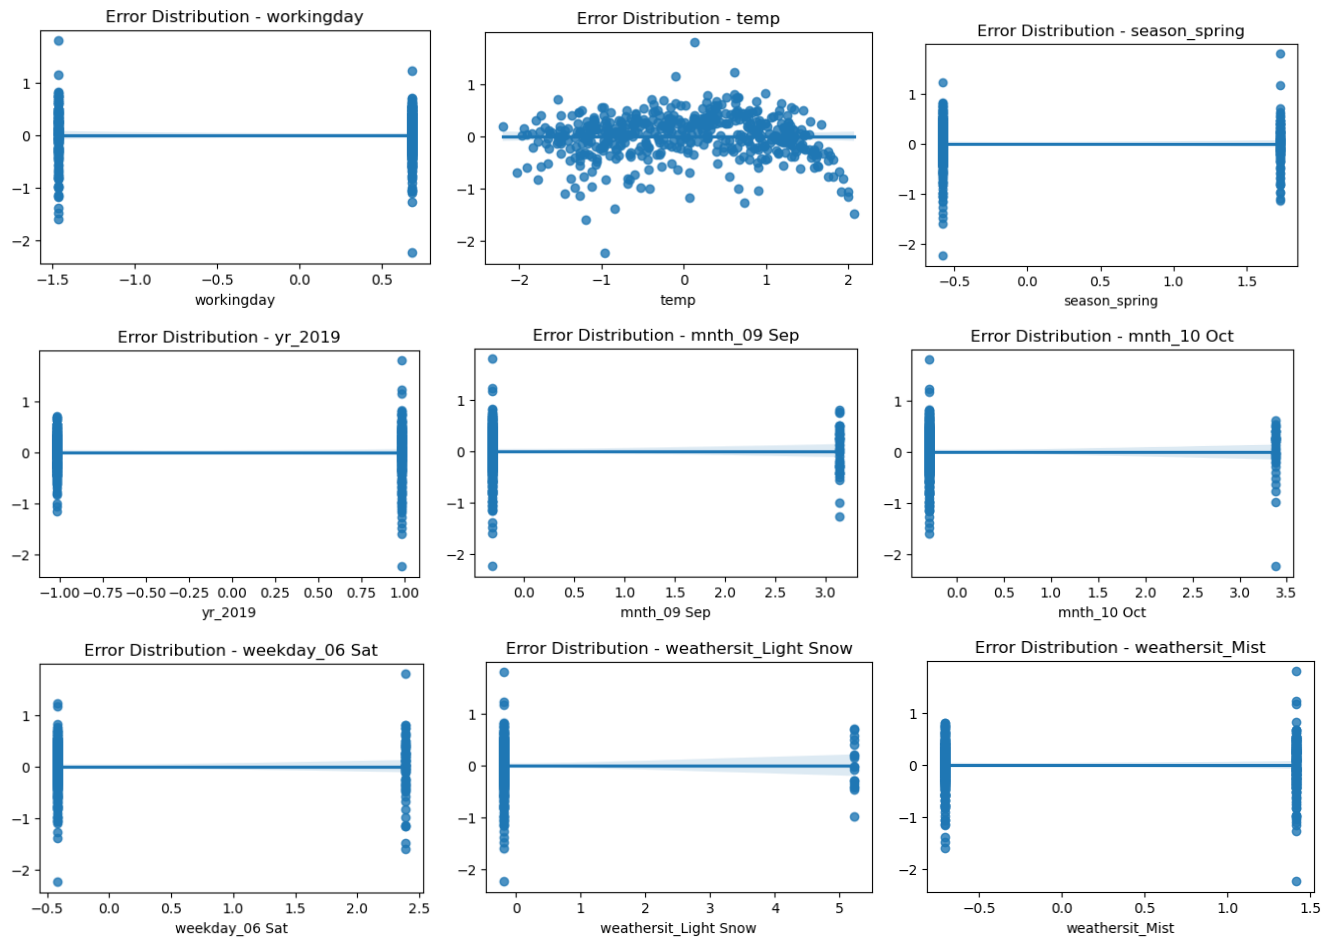 Error Distribution - workingday
1
0
−1
−2
−1.5 −1.0 −0.5 0.0 0.5
workingday
Error Distribution - temp
1
0
−1
−2
−2 −1 0 1 2
temp
Error Distribution - season_spring
1
0
−1
−2
−0.5 0.0 0.5 1.0 1.5
season_spring
Error Distribution - yr_2019
1
0
−1
−2
−1.00 −0.75 −0.50 −0.25 0.00 0.25 0.50 0.75 1.00
yr_2019
Error Distribution - mnth_09 Sep
1
0
−1
−2
0.0 0.5 1.0 1.5 2.0 2.5 3.0
mnth_09 Sep
Error Distribution - mnth_10 Oct
1
0
−1
−2
0.0 0.5 1.0 1.5 2.0 2.5 3.0 3.5
mnth_10 Oct
Error Distribution - weekday_06 Sat
1
0
−1
−2
−0.5 0.0 0.5 1.0 1.5 2.0 2.5
weekday_06 Sat
Error Distribution - weathersit_Light Snow
1
0
−1
−2
0 1 2 3 4 5
weathersit_Light Snow
Error Distribution - weathersit_Mist
1
0
−1
−2
−0.5 0.0 0.5 1.0 1.5
weathersit_Mist